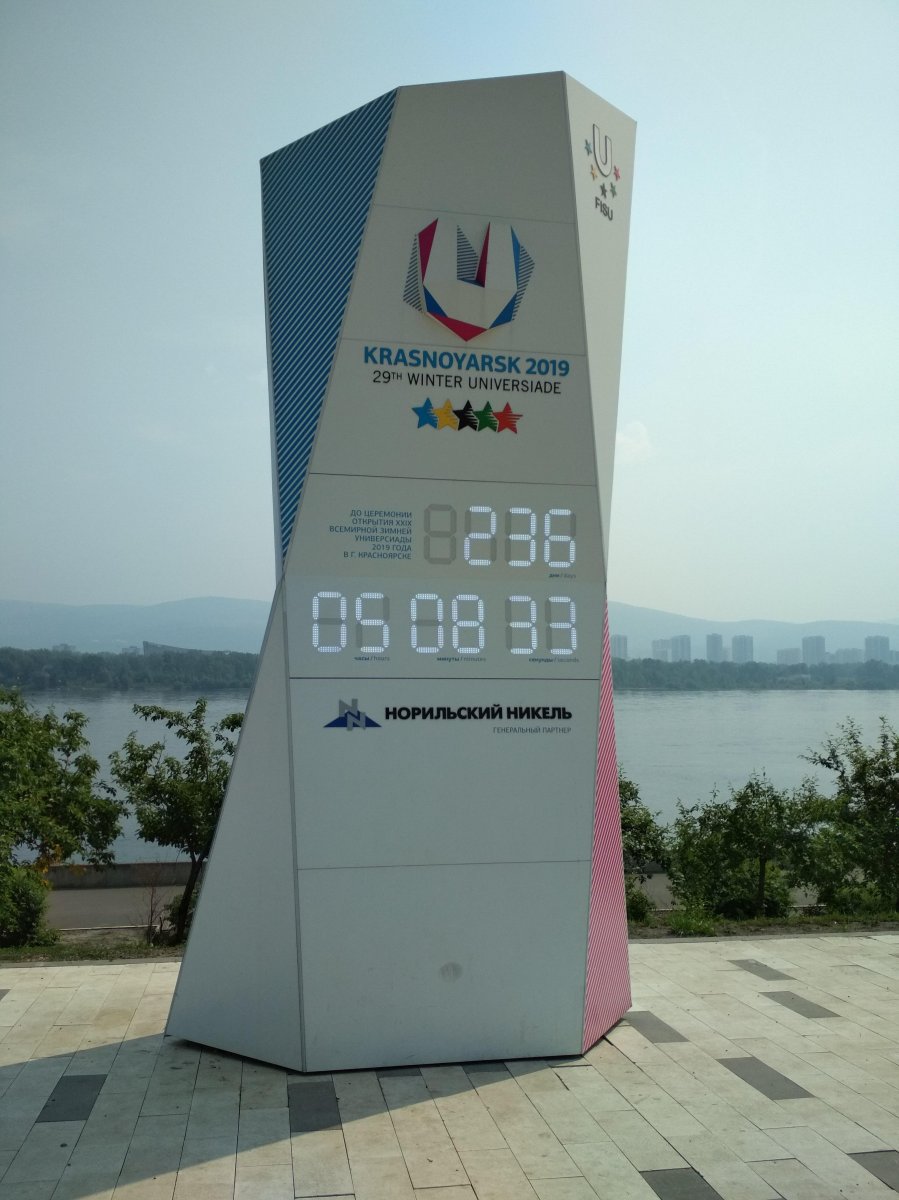 U
FISU
KRASNOYARSK 2019
29TH WINTER UNIVERSIADE
ДО ЦЕРЕМОНИИ
ОТКРЫТИЯ XXIX
ВСЕМИРНОЙ ЗИМНЕЙ
УНИВЕРСИАДЫ
2019 ГОДА
В Г. КРАСНОЯРСКЕ
236
дни / days
05 08 33
часы / hours минуты / minutes секунды / seconds
НОРИЛЬСКИЙ НИКЕЛЬ
ГЕНЕРАЛЬНЫЙ ПАРТНЕР